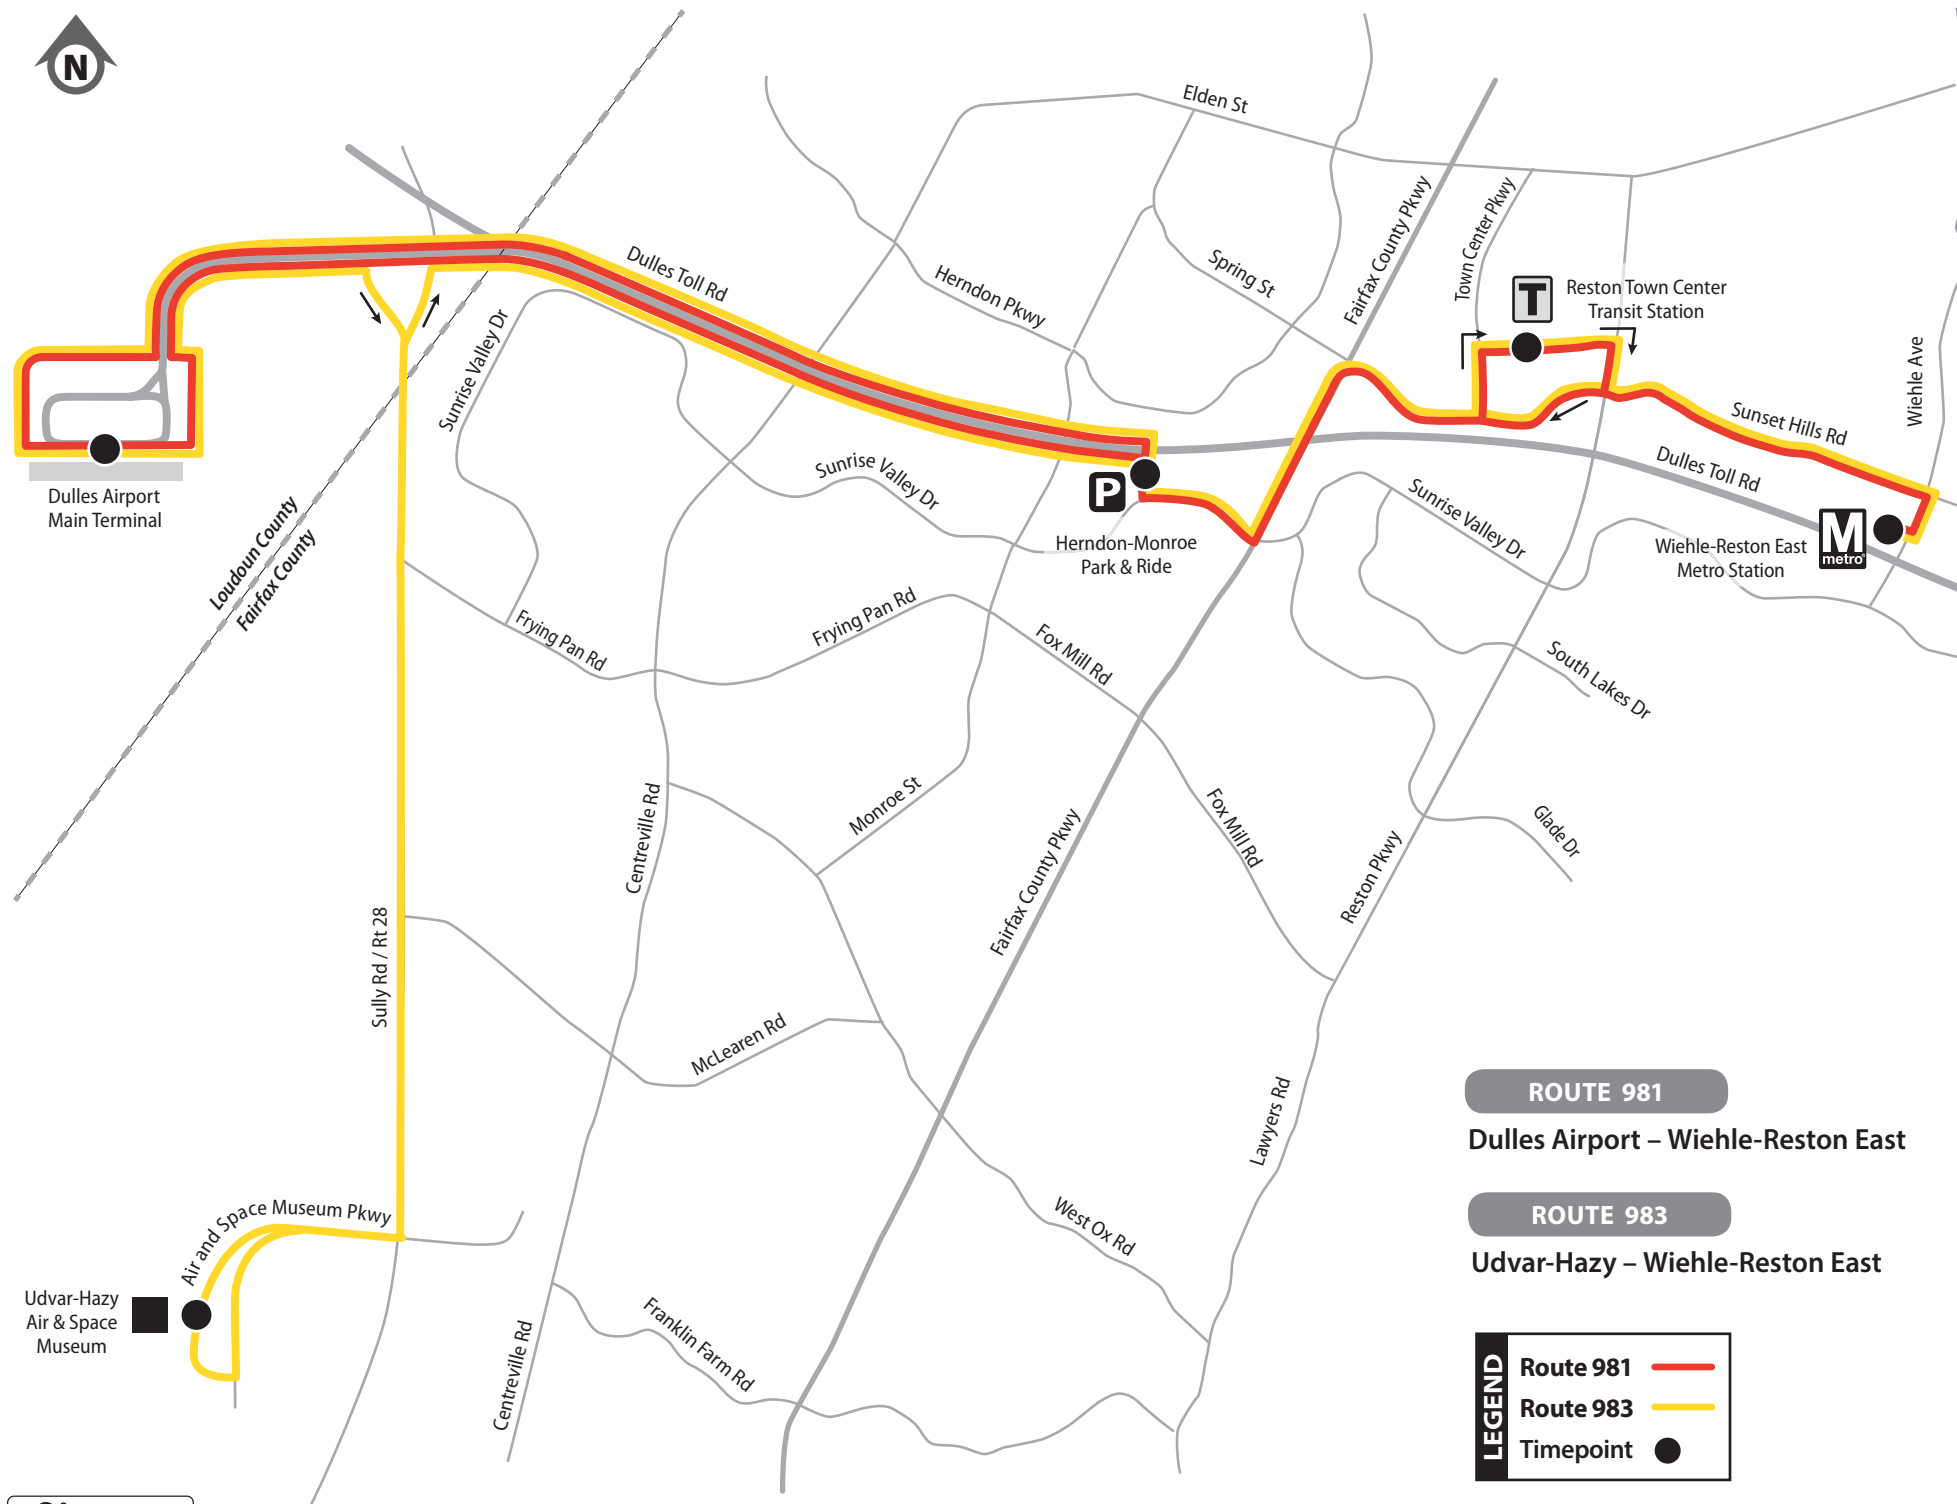 N
Elden St
Fairfax County Pkwy
Town Center Pkwy
Dulles Toll Rd
Herndon Pkwy
Spring St
T
Reston Town Center
Transit Station
Wiehle Ave
Sunrise Valley Dr
Sunset Hills Rd
Dulles Airport
Main Terminal
Loudoun County
Fairfax County
Sunrise Valley Dr
P
Herndon-Monroe
Park & Ride
Sunrise Valley Dr
Dulles Toll Rd
Wiehle-Reston East
Metro Station
M
metro
Frying Pan Rd
Frying Pan Rd
Fox Mill Rd
South Lakes Dr
Centreville Rd
Monroe St
Fairfax County Pkwy
Fox Mill Rd
Reston Pkwy
Glade Dr
Sully Rd / Rt 28
McLearen Rd
Lawyers Rd
West Ox Rd
Air and Space Museum Pkwy
Udvar-Hazy
Air & Space
Museum
Centreville Rd
Franklin Farm Rd
ROUTE 981
Dulles Airport – Wiehle-Reston East
ROUTE 983
Udvar-Hazy – Wiehle-Reston East
LEGEND
Route 981
Route 983
Timepoint